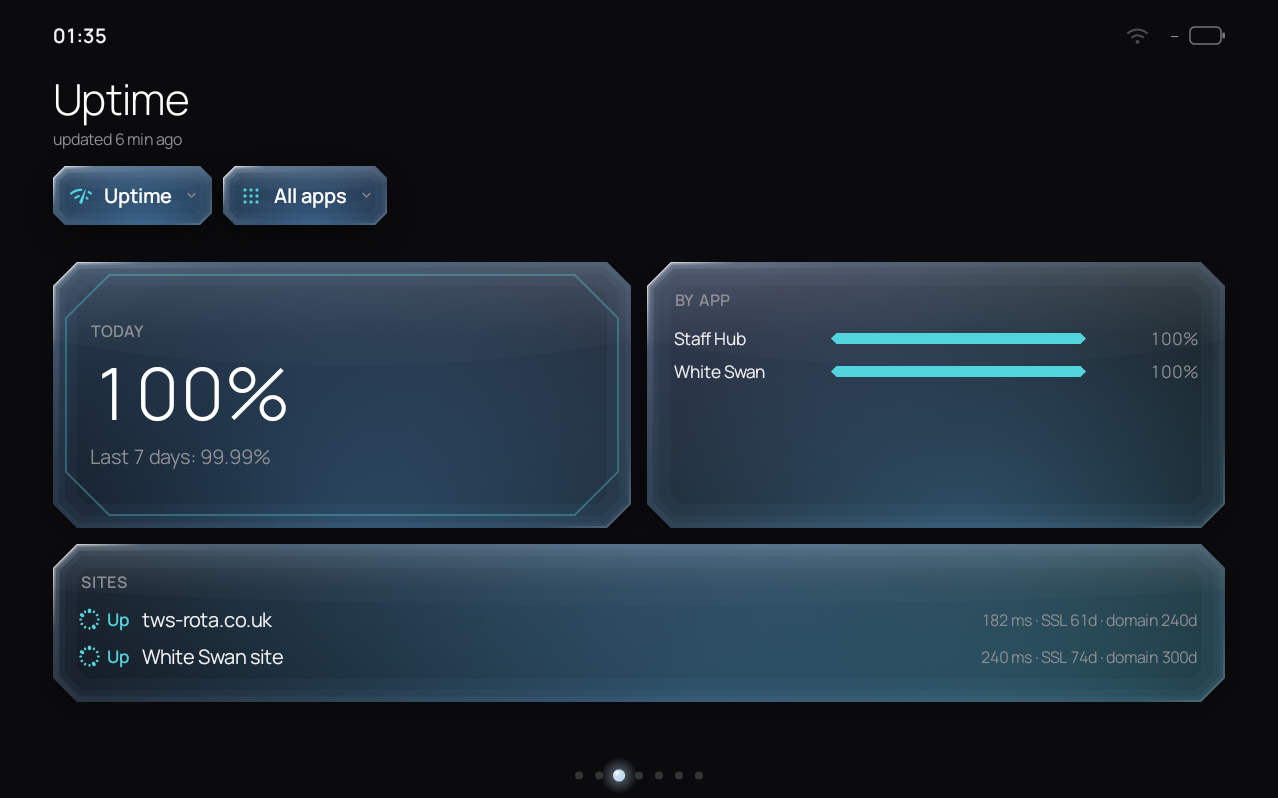 01:35
–
Uptime
updated 6 min ago
Uptime
All apps
TODAY
100%
Last 7 days: 99.99%
BY APP
Staff Hub 100%
White Swan 100%
SITES
Up tws-rota.co.uk 182 ms · SSL 61d · domain 240d
Up White Swan site 240 ms · SSL 74d · domain 300d